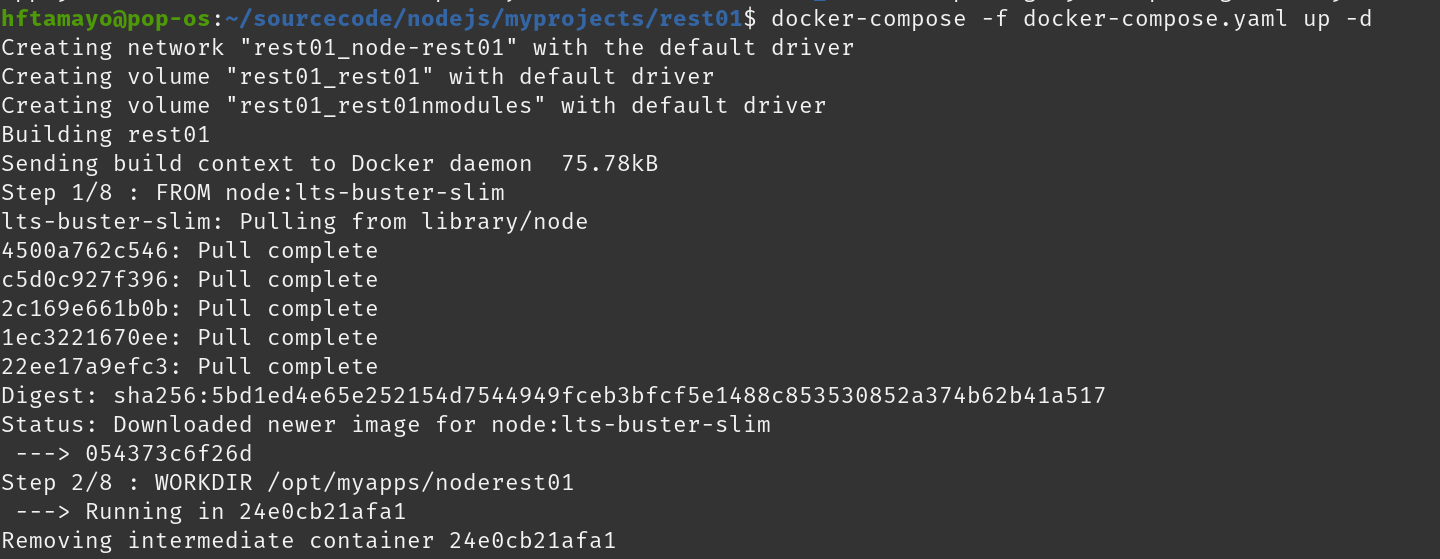 hftamayo@pop-os:~/sourcecode/nodejs/myprojects/rest01$ docker-compose -f docker-compose.yaml up -d
Creating network "rest01_node-rest01" with the default driver
Creating volume "rest01_rest01" with default driver
Creating volume "rest01_rest01nmodules" with default driver
Building rest01
Sending build context to Docker daemon  75.78kB
Step 1/8 : FROM node:lts-buster-slim
lts-buster-slim: Pulling from library/node
4500a762c546: Pull complete
c5d0c927f396: Pull complete
2c169e661b0b: Pull complete
1ec3221670ee: Pull complete
22ee17a9efc3: Pull complete
Digest: sha256:5bd1ed4e65e252154d7544949fceb3bfcf5e1488c853530852a374b62b41a517
Status: Downloaded newer image for node:lts-buster-slim
 ---> 054373c6f26d
Step 2/8 : WORKDIR /opt/myapps/noderest01
 ---> Running in 24e0cb21afa1
Removing intermediate container 24e0cb21afa1